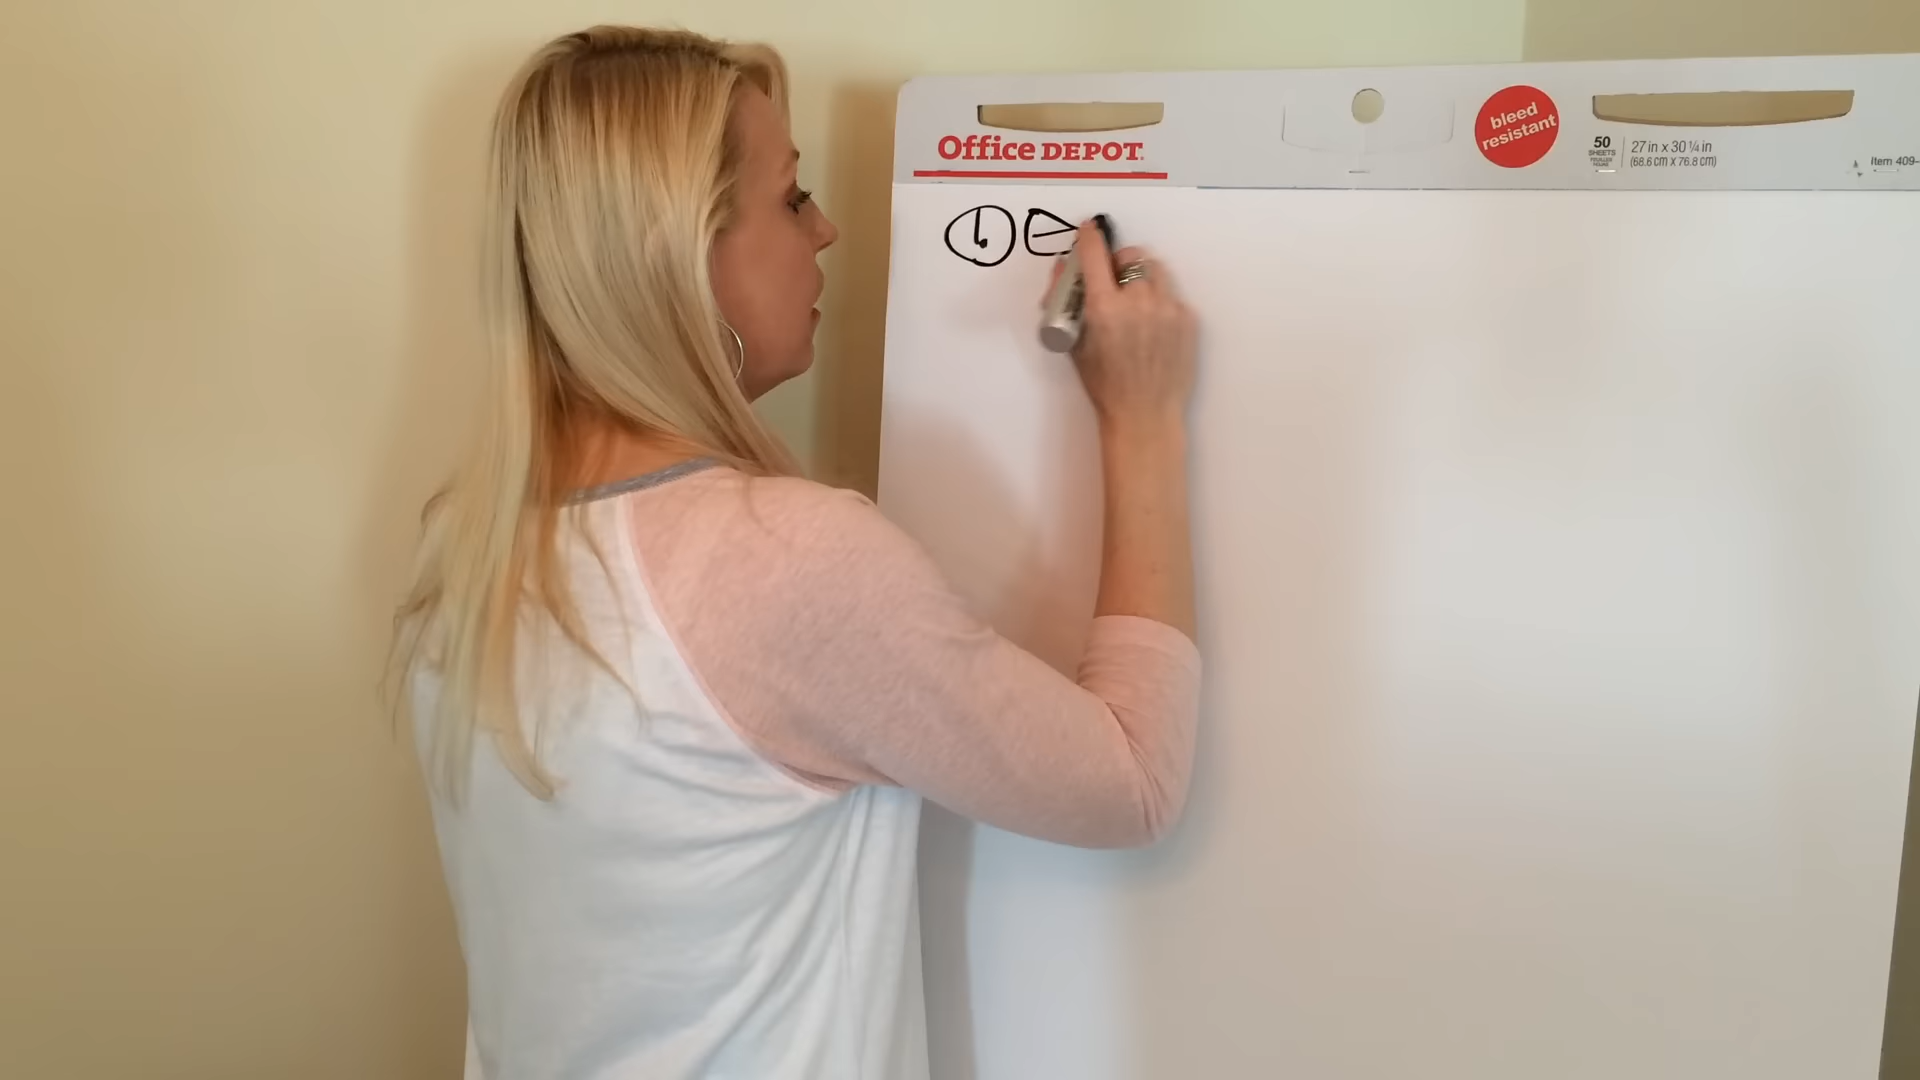 Office DEPOT.
bleed
resistant
50
SHEETS
27 in x 30 ¼ in
(68.6 cm x 76.8 cm)
Item 409-